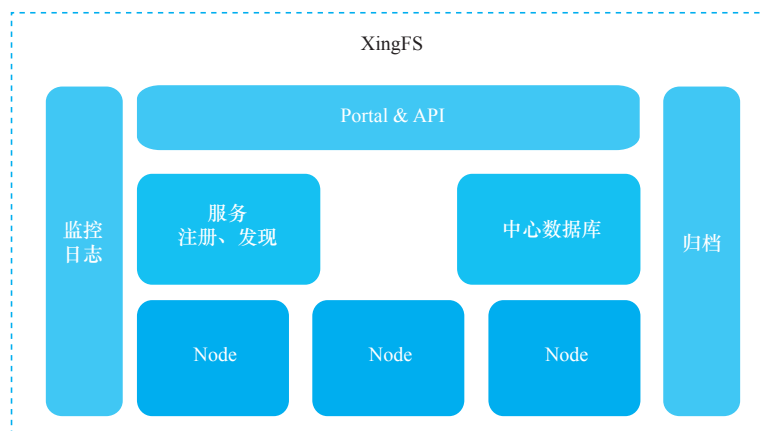 XingFS
Portal & API
监控
日志
服务
注册、发现
中心数据库
归档
Node
Node
Node